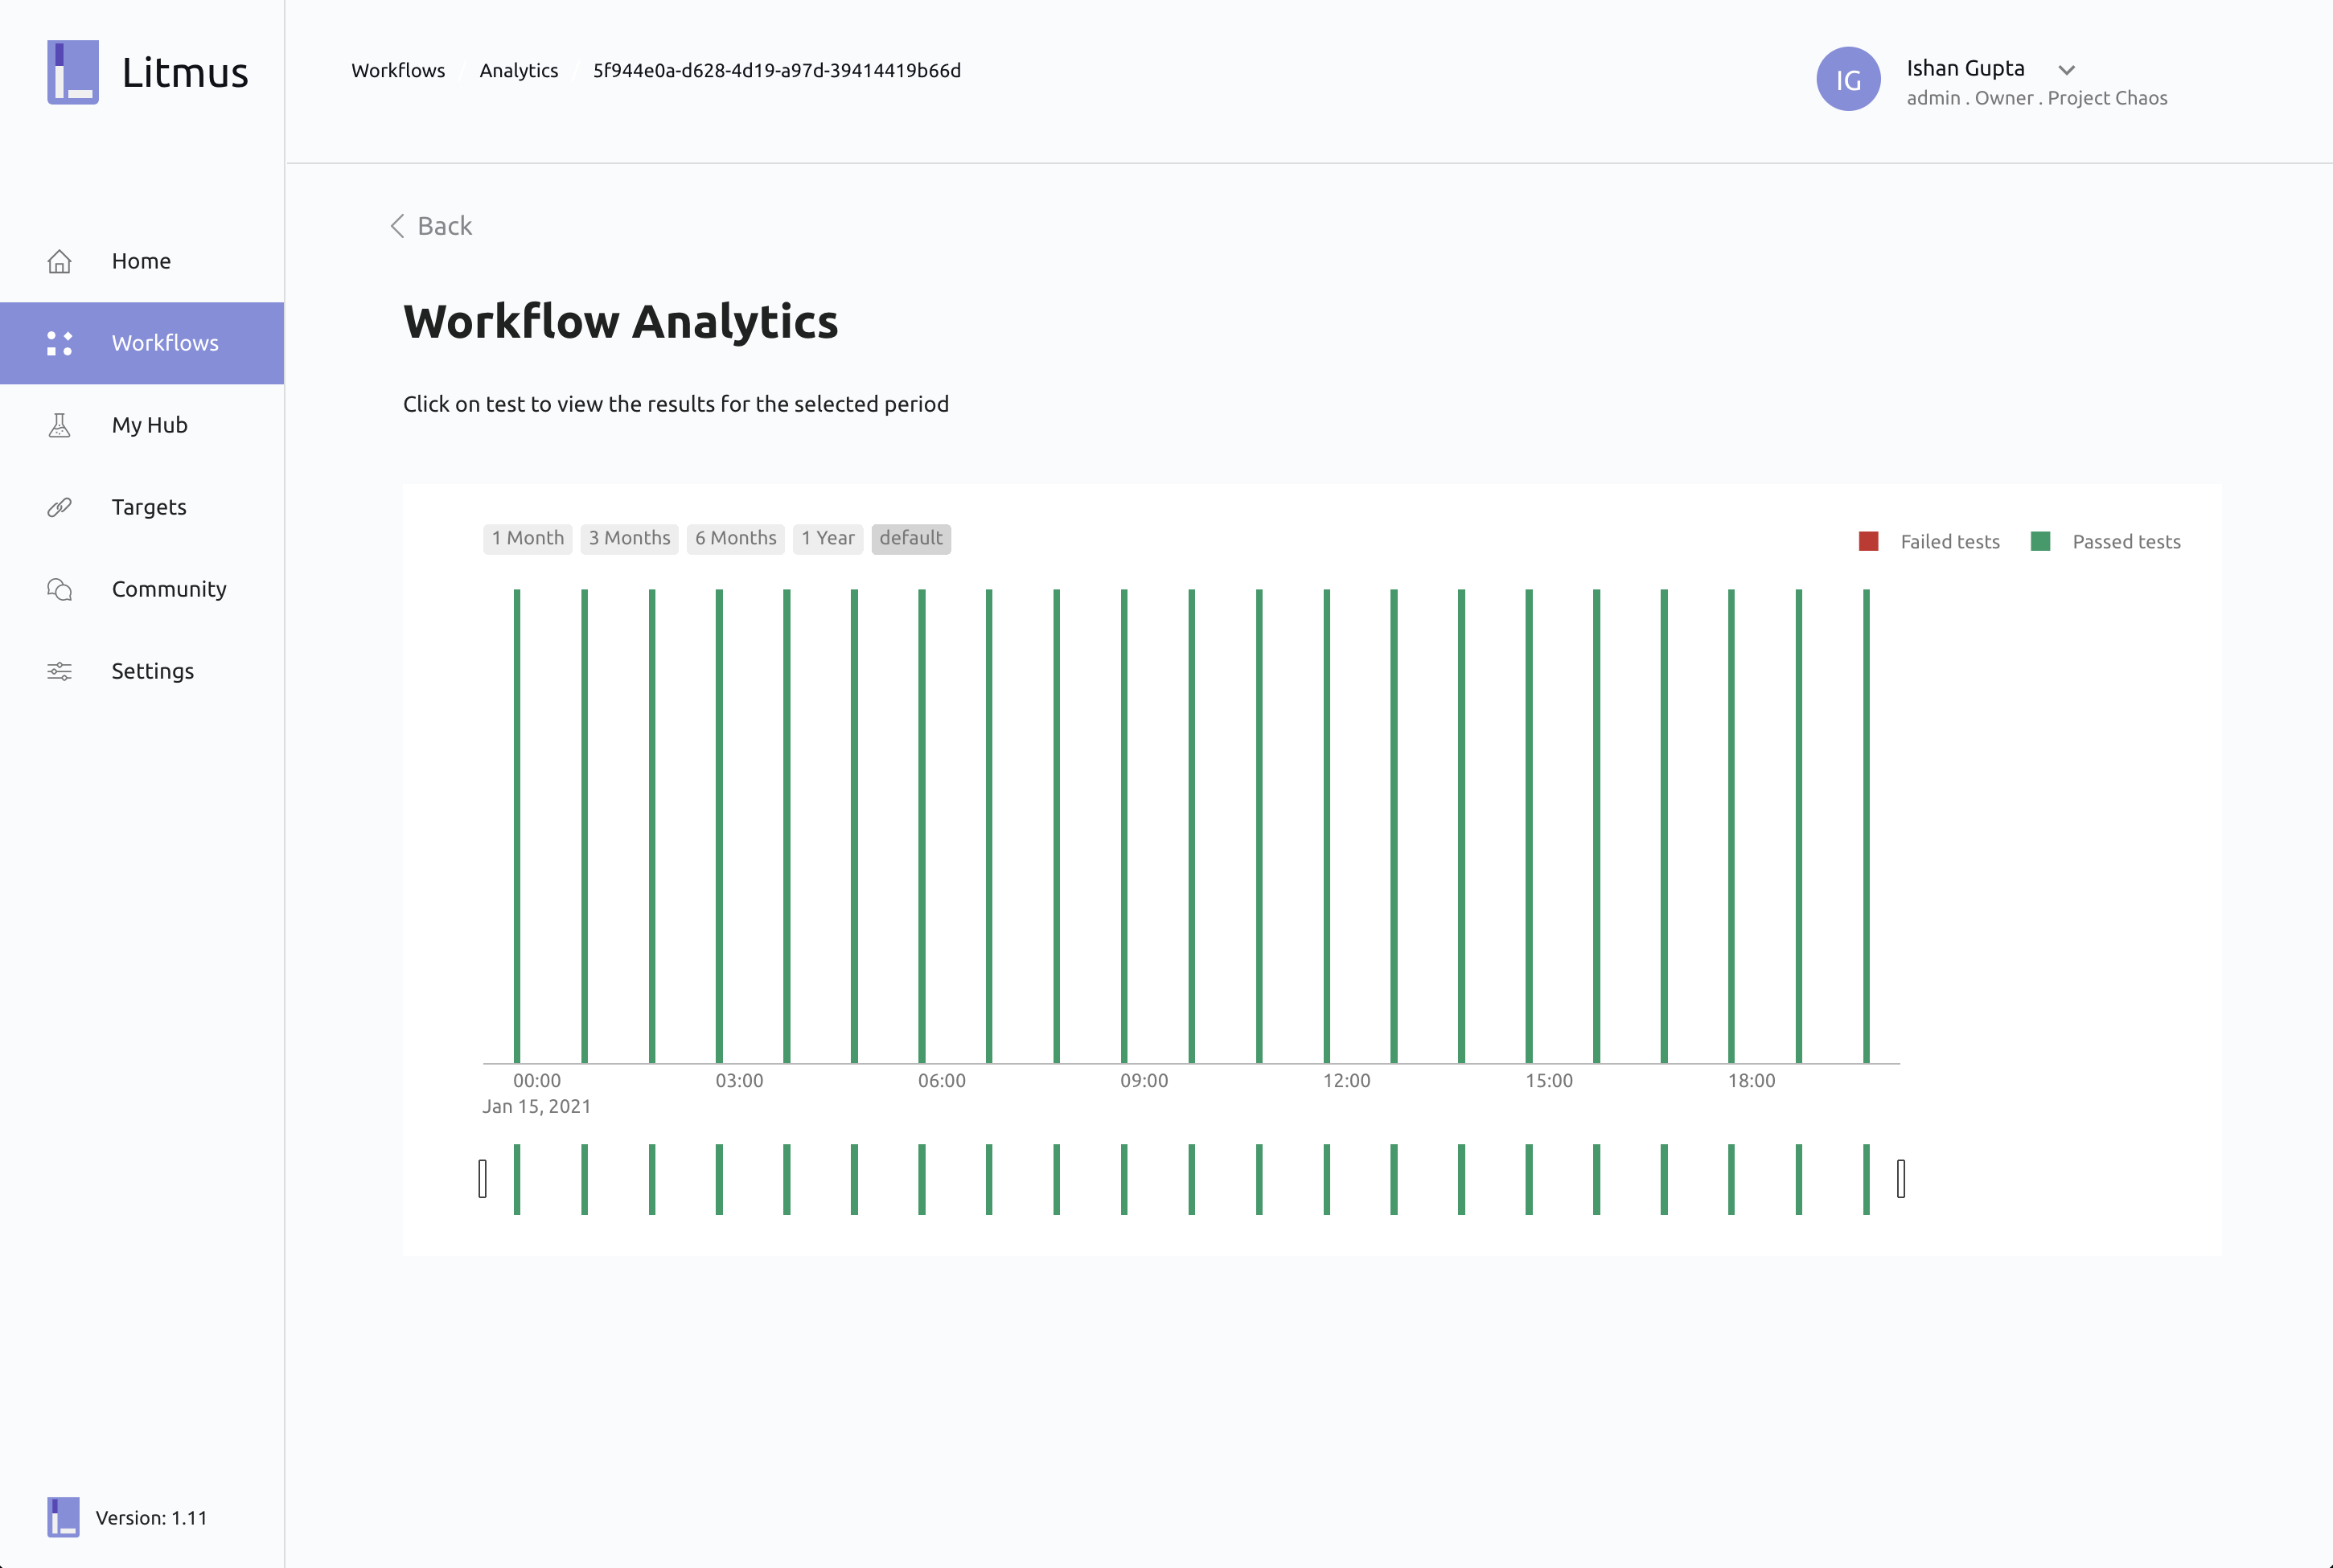 Litmus
Workflows / Analytics / 5f944e0a-d628-4d19-a97d-39414419b66d
IG
Ishan Gupta
admin . Owner . Project Chaos
Home
Workflows
My Hub
Targets
Community
Settings
Version: 1.11
Back
Workflow Analytics
Click on test to view the results for the selected period
1 Month 3 Months 6 Months 1 Year default
Failed tests Passed tests
00:00 03:00 06:00 09:00 12:00 15:00 18:00
Jan 15, 2021